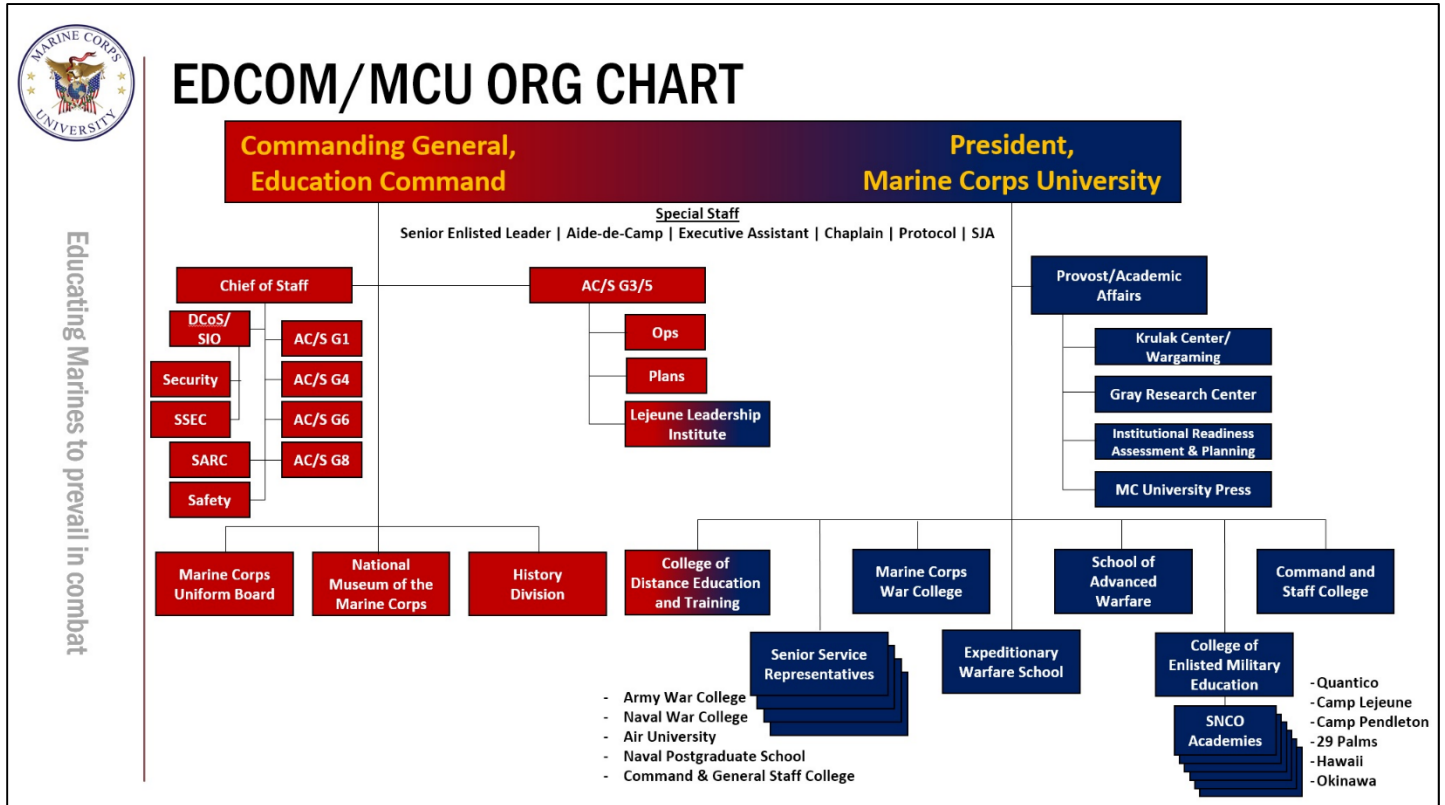 MARINE CORPS
UNIVERSITY
EDCOM/MCU ORG CHART
Educating Marines to prevail in combat
Commanding General,
Education Command
President,
Marine Corps University
Special Staff
Senior Enlisted Leader | Aide-de-Camp | Executive Assistant | Chaplain | Protocol | SJA
Chief of Staff
DCoS/
SIO
Security
SSEC
SARC
Safety
AC/S G1
AC/S G4
AC/S G6
AC/S G8
AC/S G3/5
Ops
Plans
Lejeune Leadership
Institute
Provost/Academic
Affairs
Krulak Center/
Wargaming
Gray Research Center
Institutional Readiness
Assessment & Planning
MC University Press
Marine Corps
Uniform Board
National
Museum of the
Marine Corps
History
Division
College of
Distance Education
and Training
Marine Corps
War College
School of
Advanced
Warfare
Command and
Staff College
Senior Service
Representatives
- Army War College
- Naval War College
- Air University
- Naval Postgraduate School
- Command & General Staff College
Expeditionary
Warfare School
College of
Enlisted Military
Education
SNCO
Academies
-Quantico
-Camp Lejeune
-Camp Pendleton
-29 Palms
-Hawaii
-Okinawa